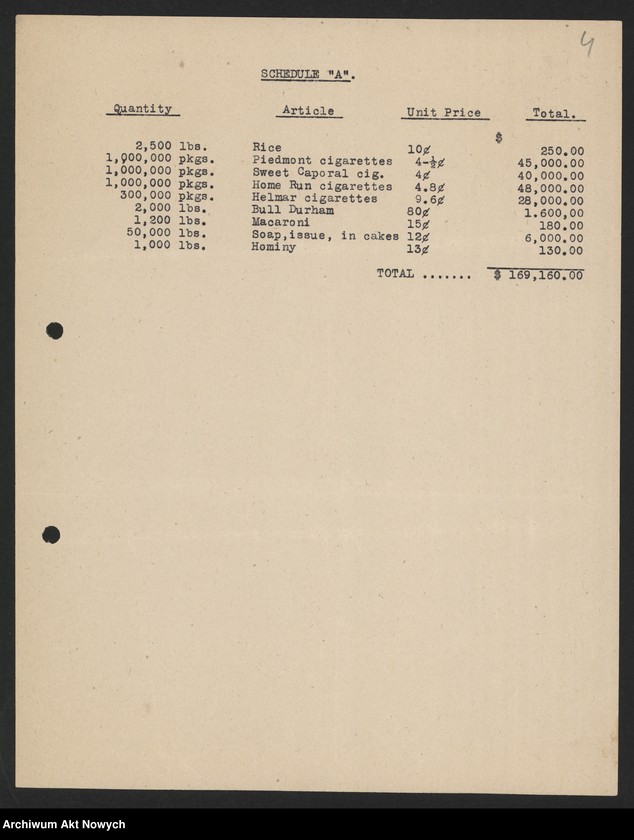 4
SCHEDULE "A".
Quantity Article Unit Price Total.
$
2,500 lbs. Rice 10¢ 250.00
1,000,000 pkgs. Piedmont cigarettes 4-½¢ 45,000.00
1,000,000 pkgs. Sweet Caporal cig. 4¢ 40,000.00
1,000,000 pkgs. Home Run cigarettes 4.8¢ 48,000.00
300,000 pkgs. Helmar cigarettes 9.6¢ 28,000.00
2,000 lbs. Bull Durham 80¢ 1.600,00
1,200 lbs. Macaroni 15¢ 180.00
50,000 lbs. Soap,issue, in cakes 12¢ 6,000.00
1,000 lbs. Hominy 13¢ 130.00
TOTAL ....... $ 169,160.00
Archiwum Akt Nowych